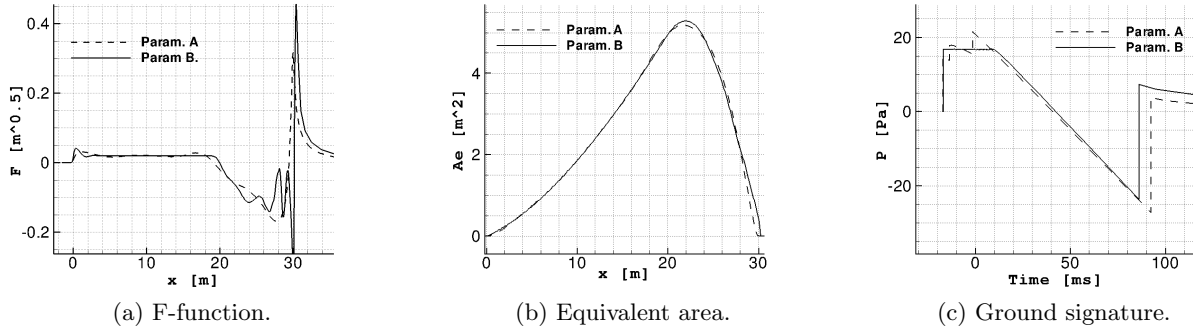 F [m^0.5]
0.4
0.2
0
-0.2
Param. A
Param B.
0 10 20 30
x [m]
(a) F-function.
Ae [m^2]
4
2
0
Param. A
Param. B
0 10 20 30
x [m]
(b) Equivalent area.
P [Pa]
20
0
-20
Param. A
Param. B
0 50 100
Time [ms]
(c) Ground signature.